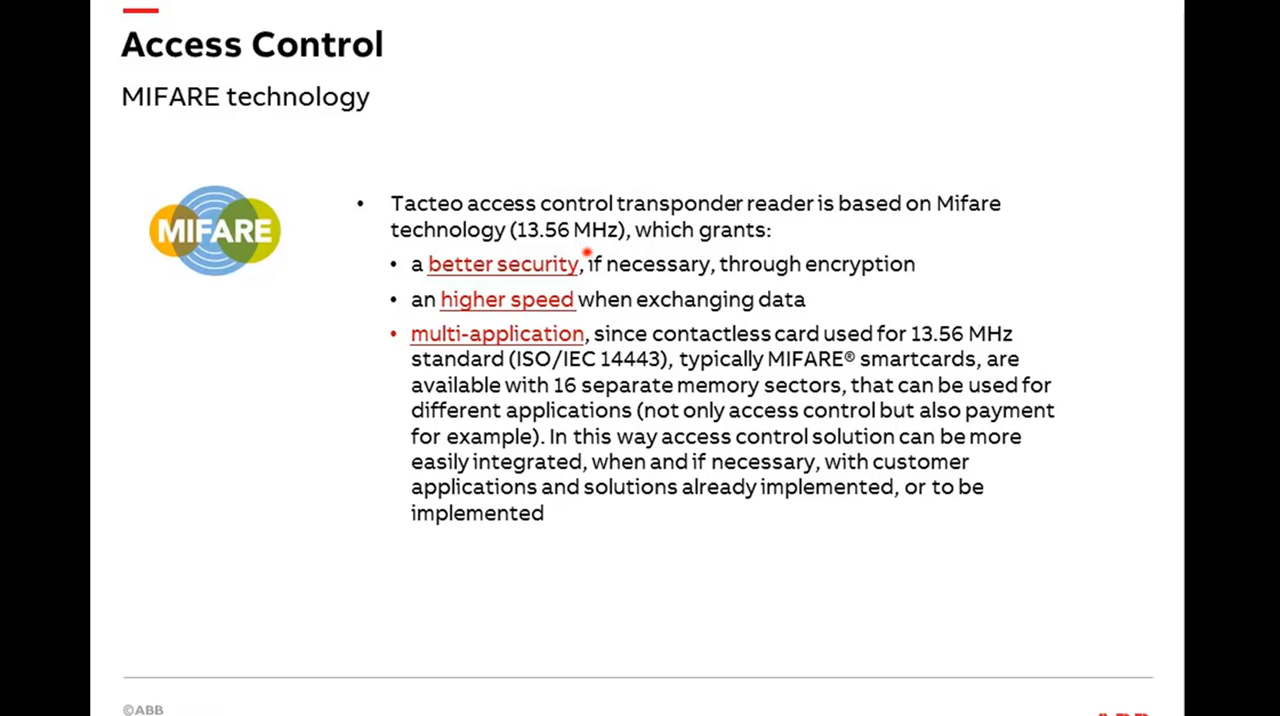 Access Control
MIFARE technology
MIFARE
• Tacteo access control transponder reader is based on Mifare
technology (13.56 MHz), which grants:
• a better security, if necessary, through encryption
• an higher speed when exchanging data
• multi-application, since contactless card used for 13.56 MHz
standard (ISO/IEC 14443), typically MIFARE® smartcards, are
available with 16 separate memory sectors, that can be used for
different applications (not only access control but also payment
for example). In this way access control solution can be more
easily integrated, when and if necessary, with customer
applications and solutions already implemented, or to be
implemented
©ABB
ABB